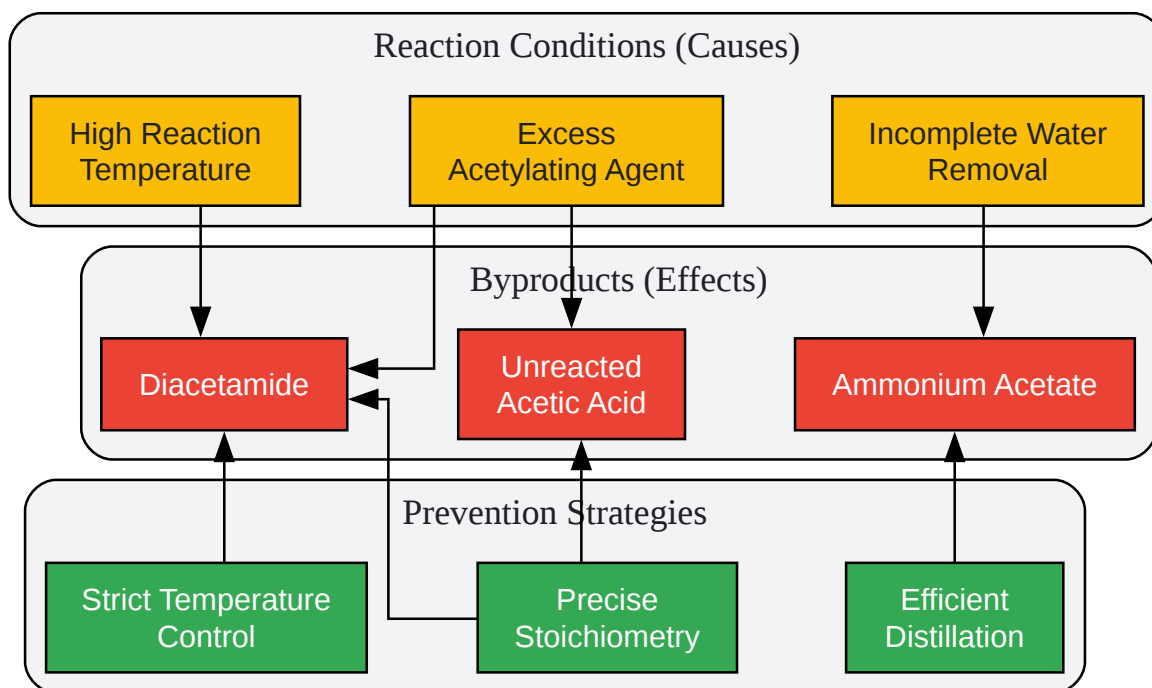 Reaction Conditions (Causes)
High Reaction
Temperature
Excess
Acetylating Agent
Incomplete Water
Removal
Byproducts (Effects)
Diacetamide
Unreacted
Acetic Acid
Ammonium Acetate
Prevention Strategies
Strict Temperature
Control
Precise
Stoichiometry
Efficient
Distillation